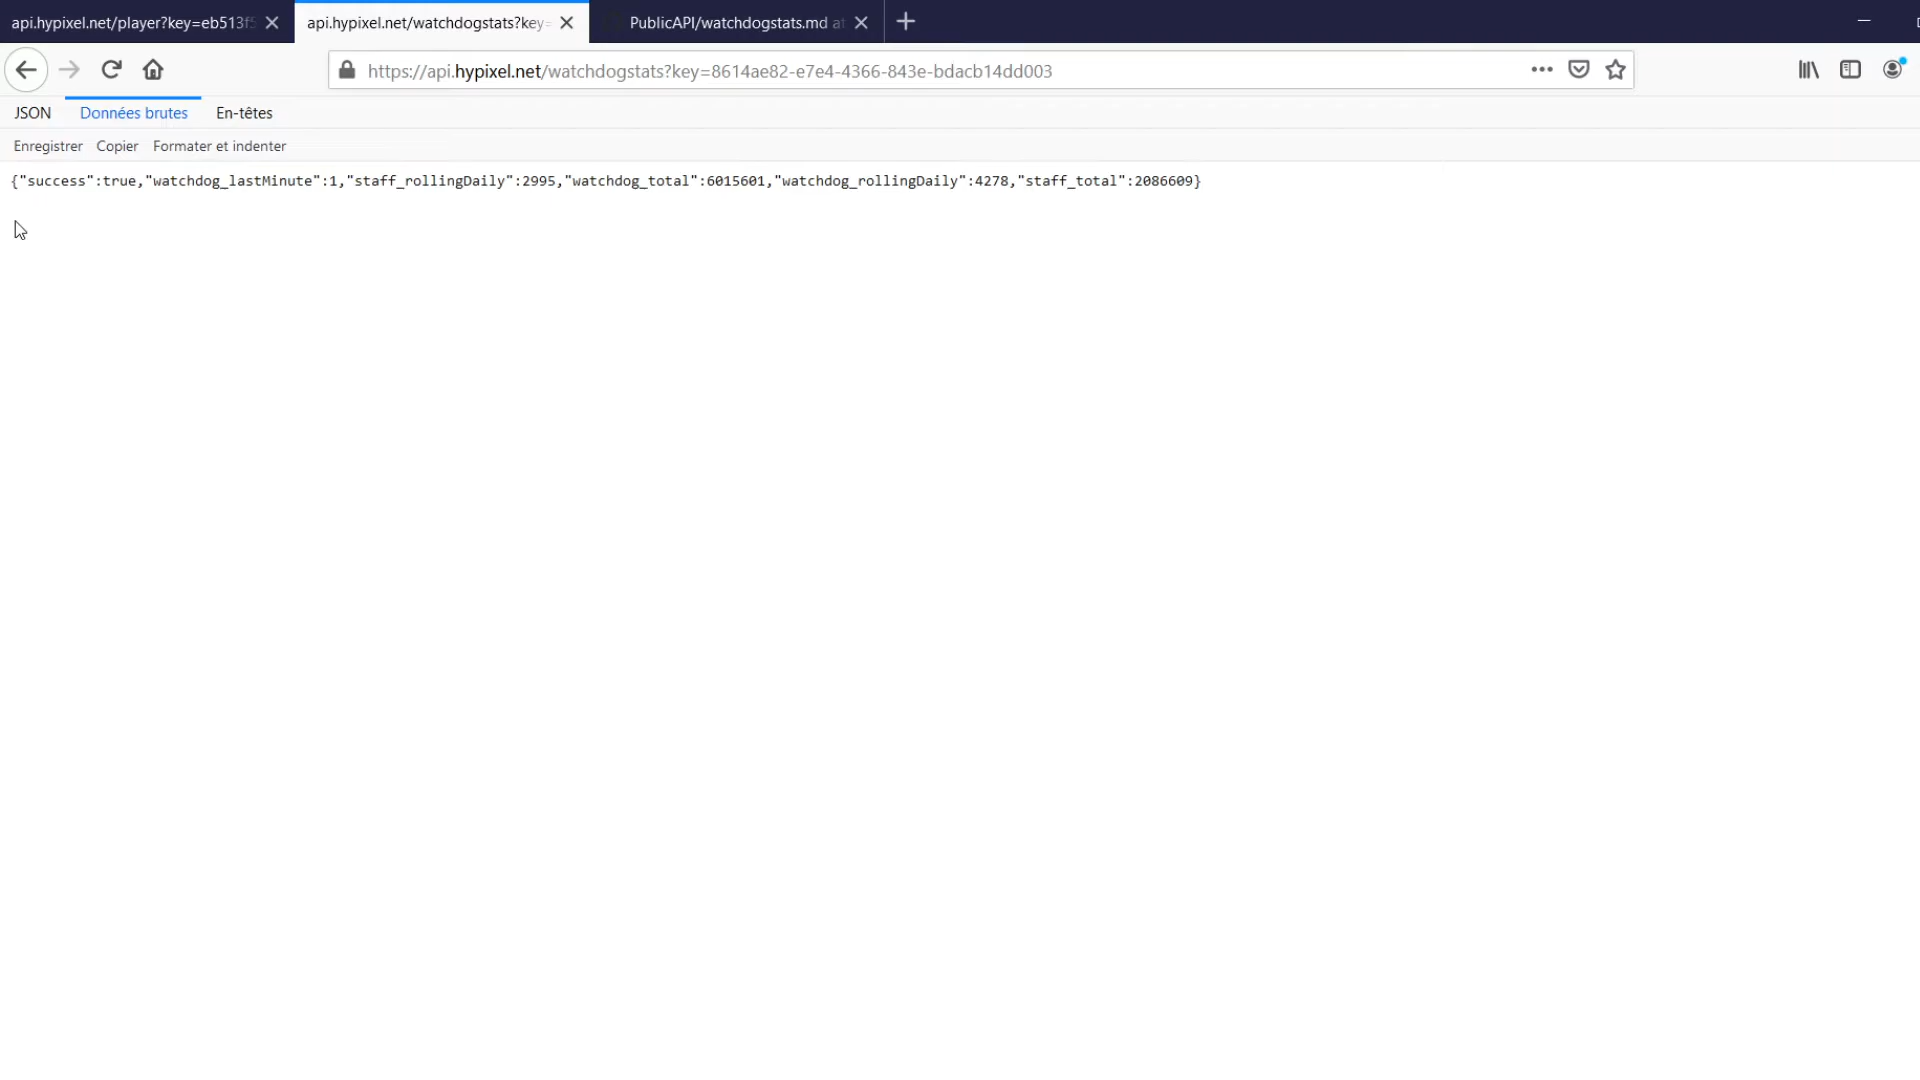 api.hypixel.net/player?key=eb513f5
api.hypixel.net/watchdogstats?key=
PublicAPI/watchdogstats.md at
https://api.hypixel.net/watchdogstats?key=8614ae82-e7e4-4366-843e-bdacb14dd003
JSON
Données brutes
En-têtes
Enregistrer
Copier
Formater et indenter
{"success":true,"watchdog_lastMinute":1,"staff_rollingDaily":2995,"watchdog_total":6015601,"watchdog_rollingDaily":4278,"staff_total":2086609}